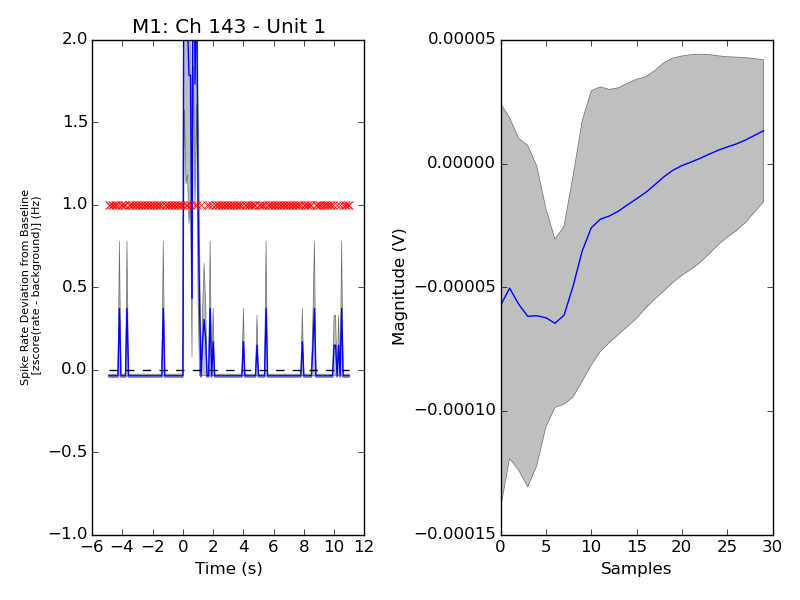 M1: Ch 143 - Unit 1
2.0
1.5
1.0
0.5
0.0
−0.5
−1.0
−6 −4 −2 0 2 4 6 8 10 12
Time (s)
Spike Rate Deviation from Baseline
[zscore(rate - background)] (Hz)
0.00005
0.00000
−0.00005
−0.00010
−0.00015
0 5 10 15 20 25 30
Samples
Magnitude (V)